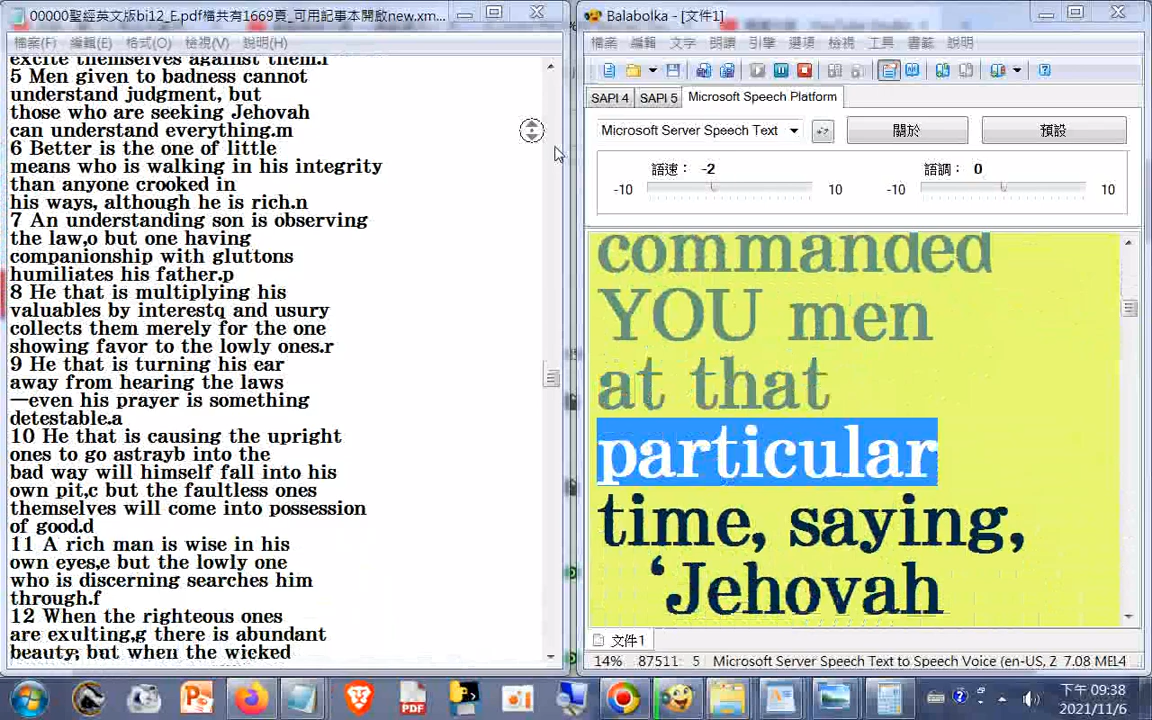 00000聖經英文版bi12_E.pdf檔共有1669頁_可用記事本開啟new.xm...
檔案(F) 編輯(E) 格式(O) 檢視(V) 說明(H)
excite themselves against them.l
5 Men given to badness cannot
understand judgment, but
those who are seeking Jehovah
can understand everything.m
6 Better is the one of little
means who is walking in his integrity
than anyone crooked in
his ways, although he is rich.n
7 An understanding son is observing
the law,o but one having
companionship with gluttons
humiliates his father.p
8 He that is multiplying his
valuables by interestq and usury
collects them merely for the one
showing favor to the lowly ones.r
9 He that is turning his ear
away from hearing the laws
—even his prayer is something
detestable.a
10 He that is causing the upright
ones to go astrayb into the
bad way will himself fall into his
own pit,c but the faultless ones
themselves will come into possession
of good.d
11 A rich man is wise in his
own eyes,e but the lowly one
who is discerning searches him
through.f
12 When the righteous ones
are exulting,g there is abundant
beauty; but when the wicked
Balabolka - [文件1]
檔案 編輯 文字 朗讀 引擎 選項 檢視 工具 書籤 說明
SAPI 4 SAPI 5 Microsoft Speech Platform
Microsoft Server Speech Text 關於 預設
語速： -2 語調： 0
-10 10 -10 10
commanded
YOU men
at that
particular
time, saying,
‘Jehovah
文件1
14% 87511: 5 Microsoft Server Speech Text to Speech Voice (en-US, Z 7.08 ME 14
PDF
下午 09:38
2021/11/6